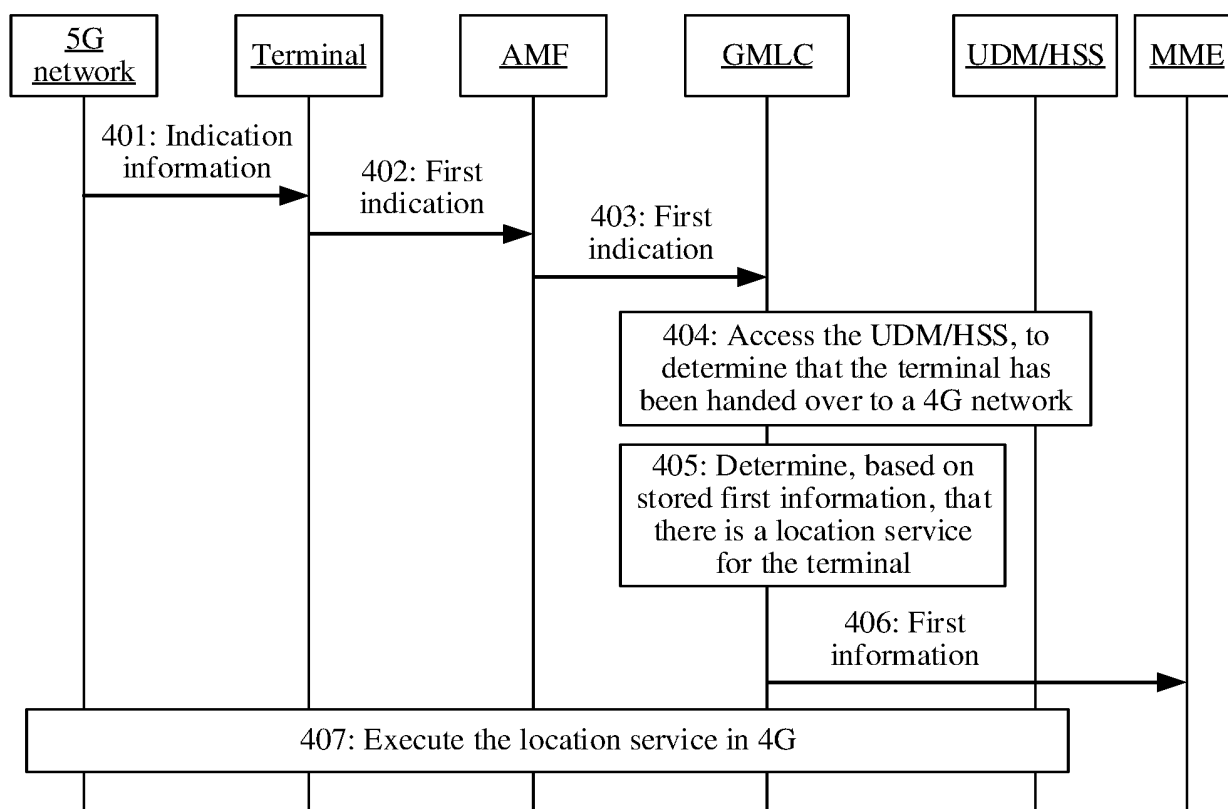 5G
network
Terminal
AMF
GMLC
UDM/HSS
MME
401: Indication
information
402: First
indication
403: First
indication
404: Access the UDM/HSS, to
determine that the terminal has
been handed over to a 4G network
405: Determine, based on
stored first information, that
there is a location service
for the terminal
406: First
information
407: Execute the location service in 4G